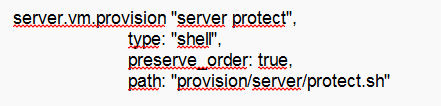 server.vm.provision "server protect",
type: "shell",
preserve_order: true,
path: "provision/server/protect.sh"